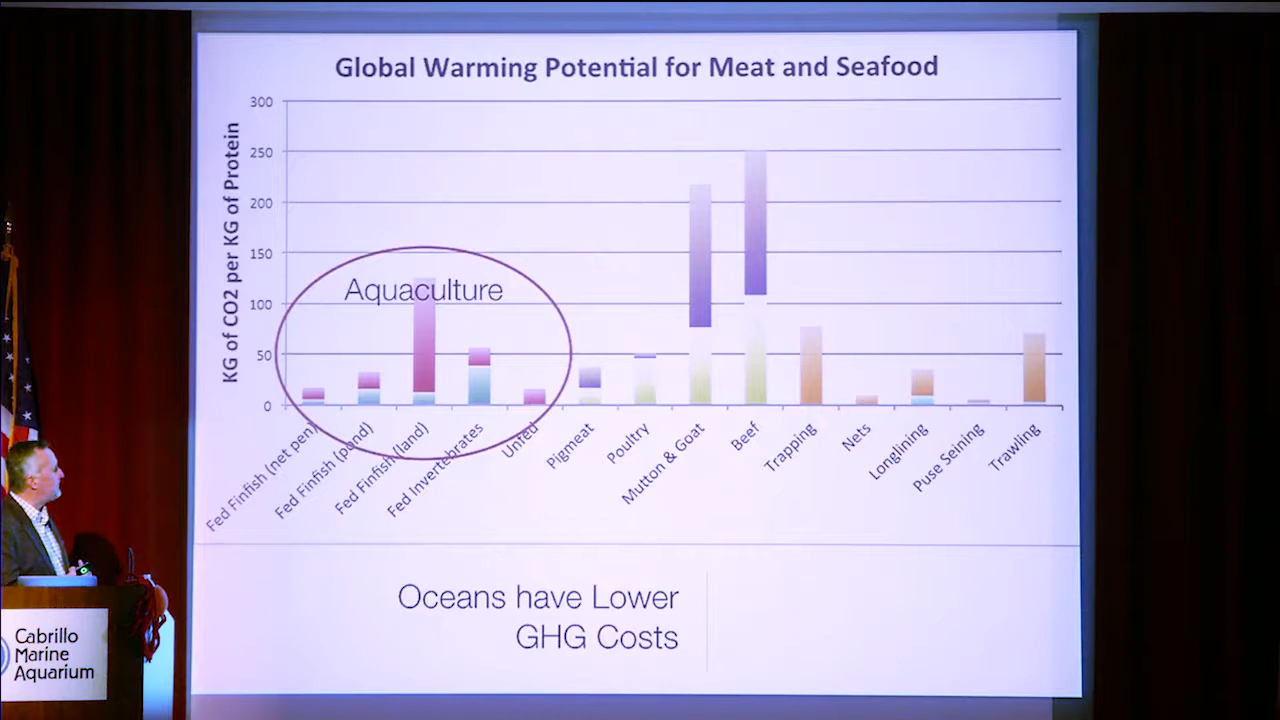 Global Warming Potential for Meat and Seafood
KG of CO2 per KG of Protein
300
250
200
150
100
50
0
Aquaculture
Fed Finfish (net pen)
Fed Finfish (pond)
Fed Finfish (land)
Fed Invertebrates
Unfed
Pigmeat
Poultry
Mutton & Goat
Beef
Trapping
Nets
Longlining
Puse Seining
Trawling
Oceans have Lower
GHG Costs
Cabrillo
Marine
Aquarium